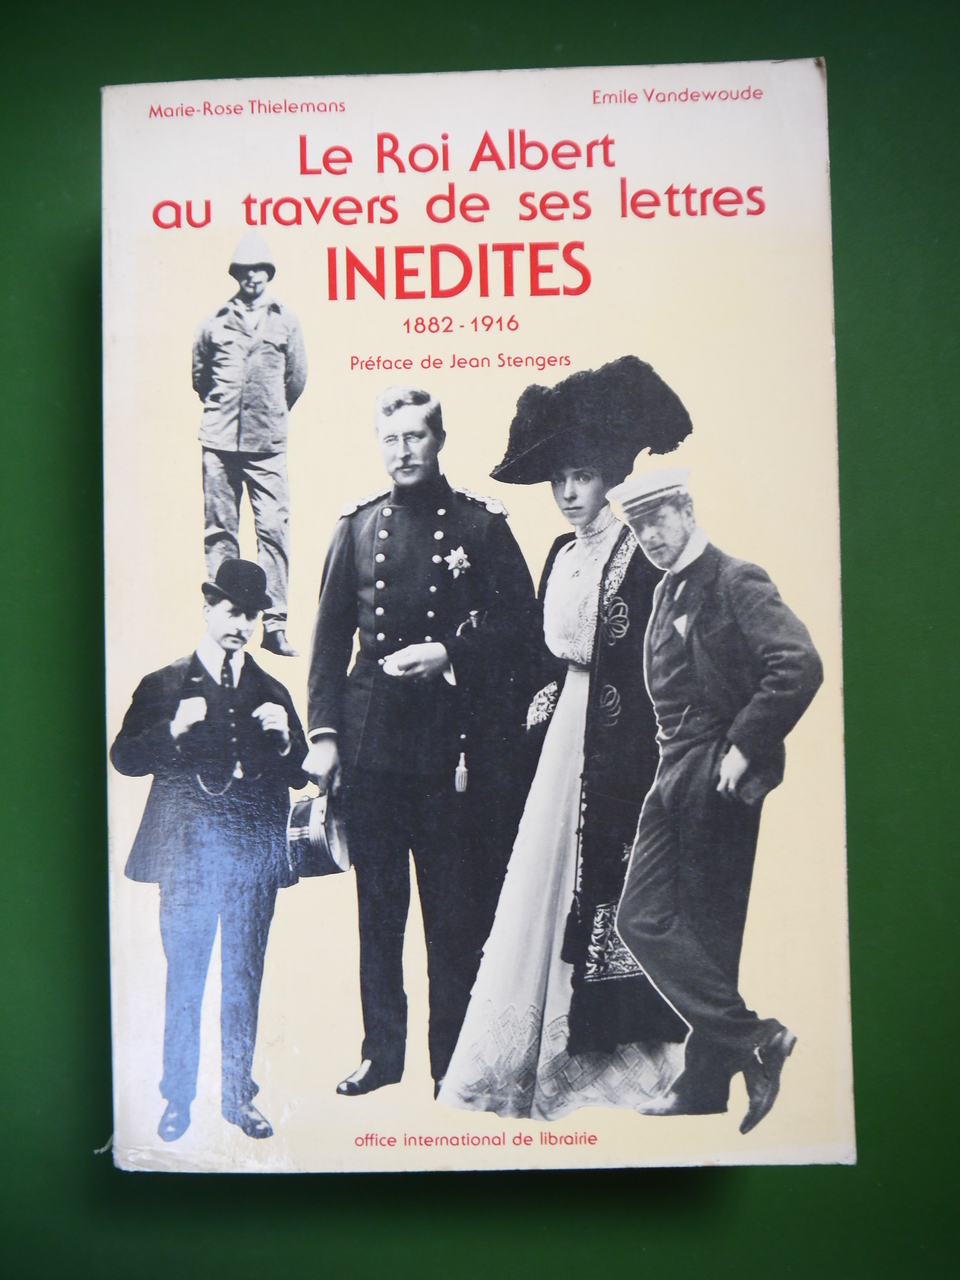 Marie-Rose Thielemans
Emile Vandewoude
Le Roi Albert
au travers de ses lettres
INEDITES
1882-1916
Préface de Jean Stengers
office international de librairie